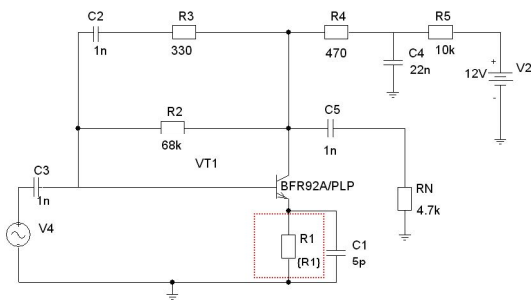 C2
1n
R3
330
R4
470
R5
10k
C4
22n
12V
+
-
V2
R2
68k
C5
1n
VT1
C3
1n
BFR92A/PLP
RN
4.7k
V4
R1
{R1}
C1
5p